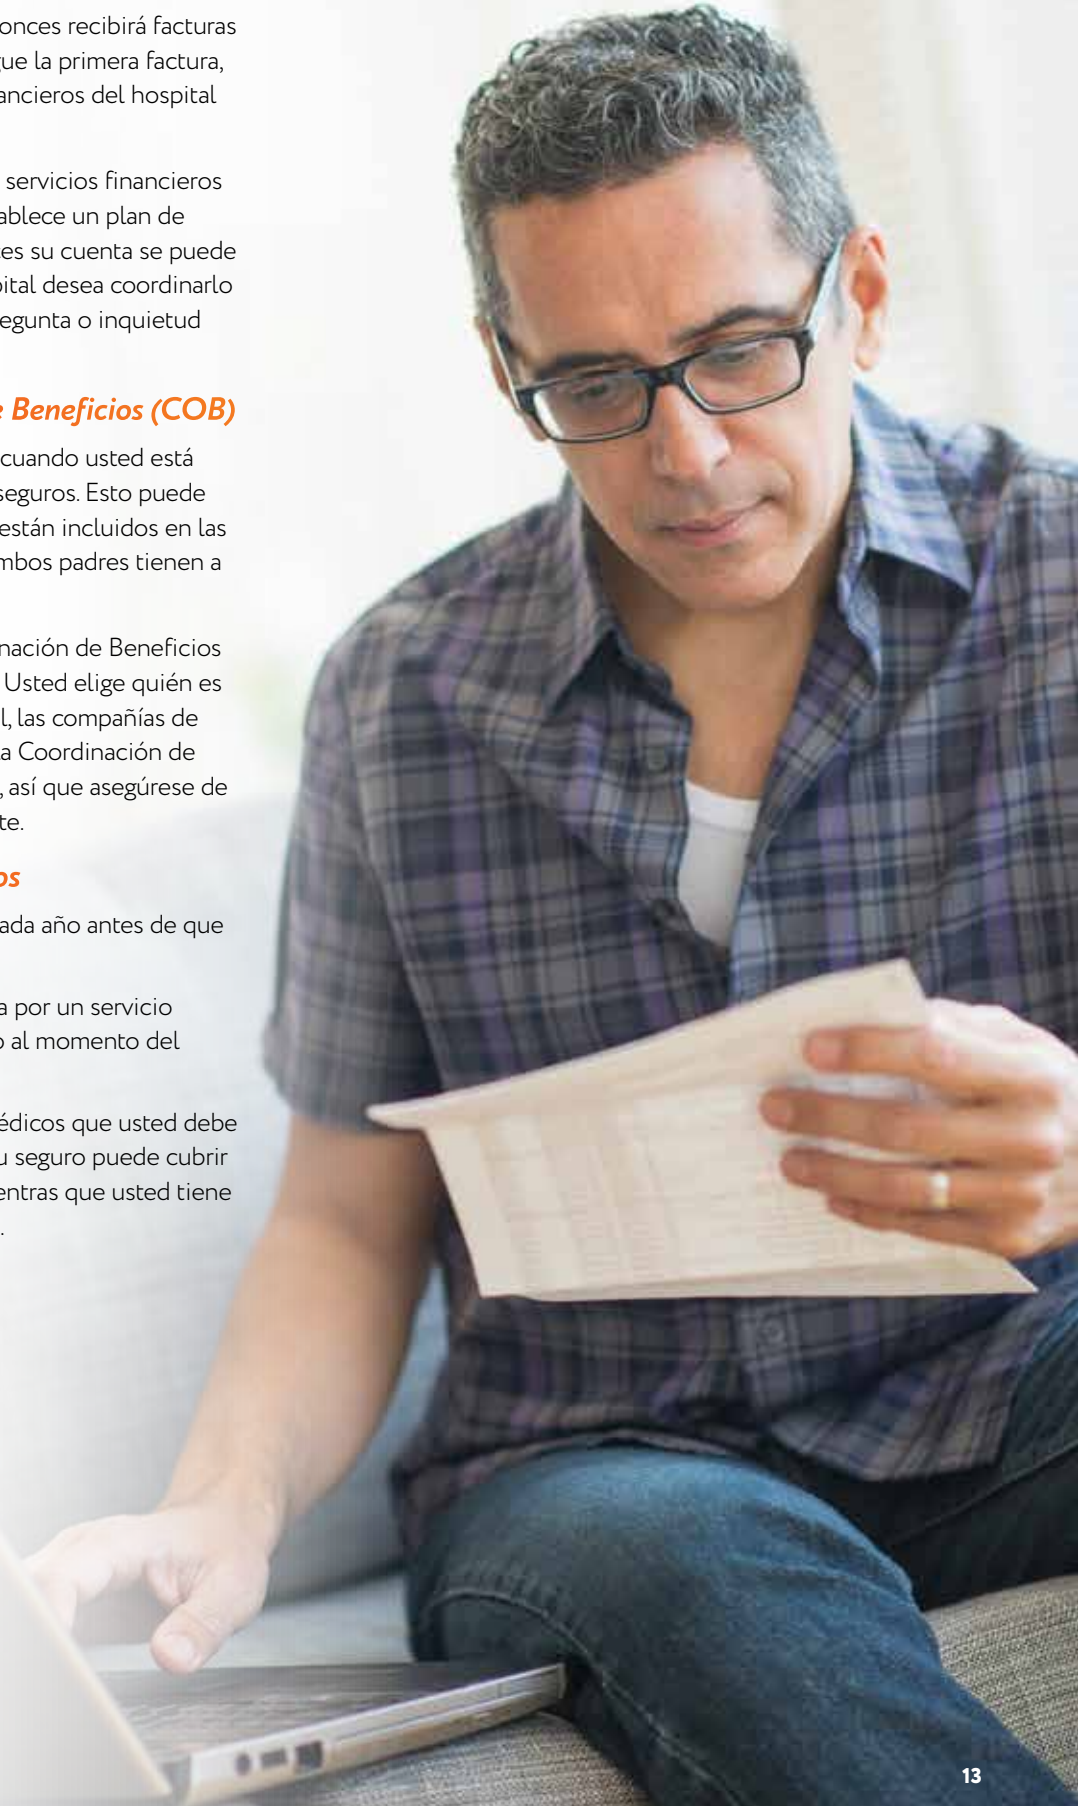 onces recibirá facturas
ue la primera factura,
ancieros del hospital
servicios financieros
ablece un plan de
es su cuenta se puede
pital desea coordinarlo
egunta o inquietud
e Beneficios (COB)
cuando usted está
seguros. Esto puede
están incluidos en las
mbos padres tienen a
nación de Beneficios
Usted elige quién es
l, las compañías de
a Coordinación de
, así que asegúrese de
te.
os
ada año antes de que
a por un servicio
o al momento del
édicos que usted debe
u seguro puede cubrir
entras que usted tiene
.
13